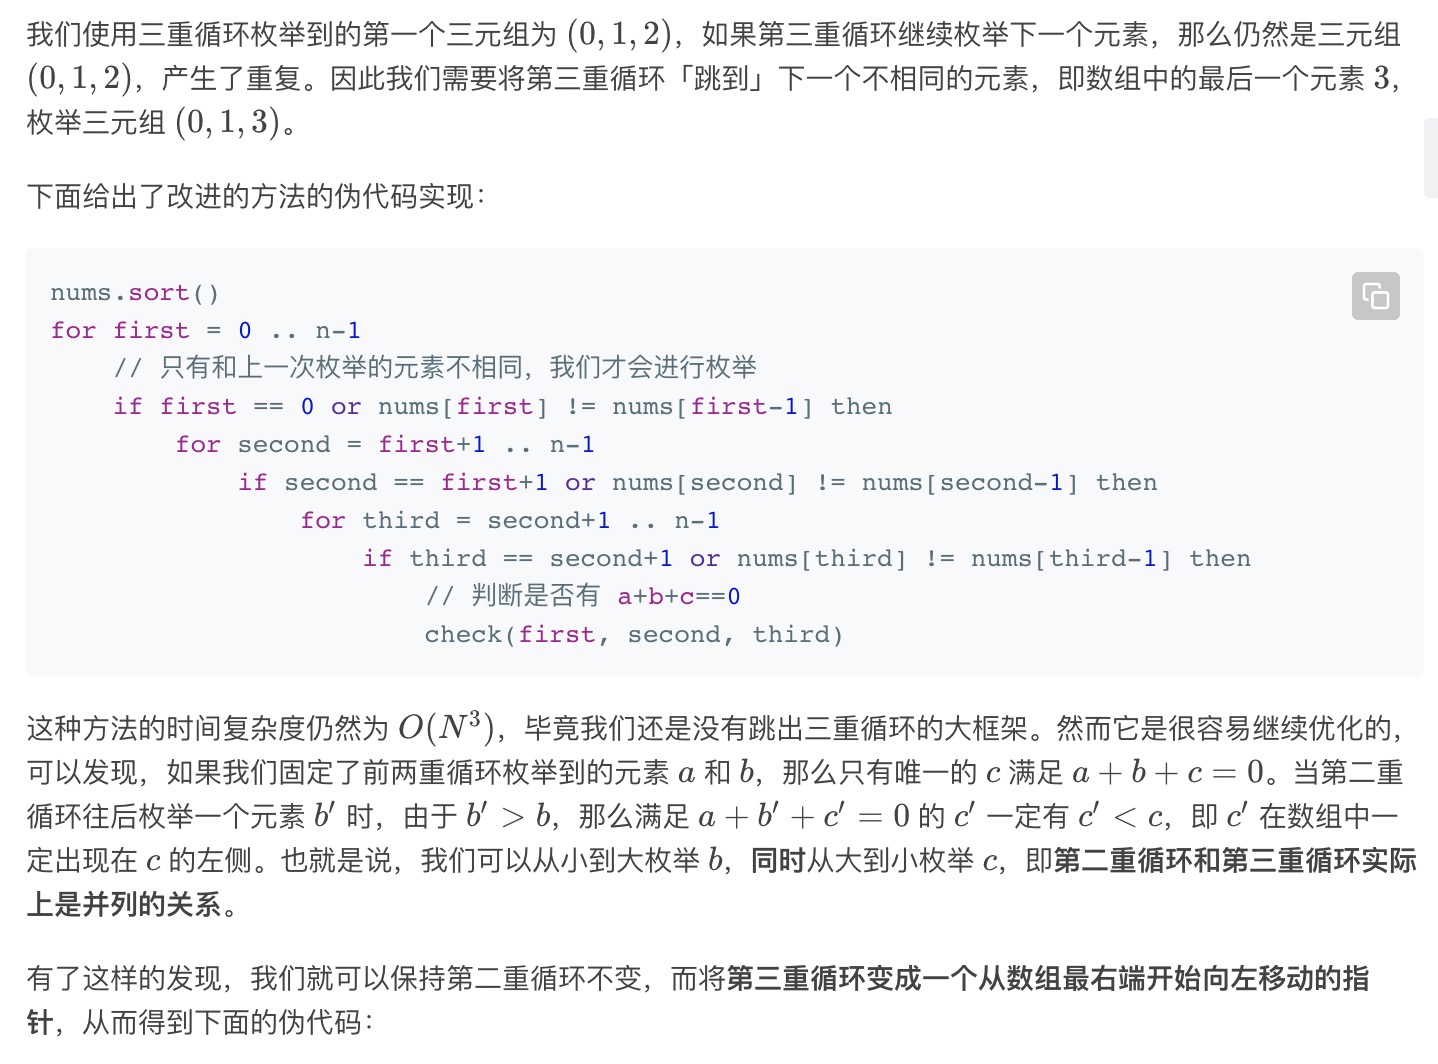 我们使用三重循环枚举到的第一个三元组为 (0, 1, 2)，如果第三重循环继续枚举下一个元素，那么仍然是三元组
(0, 1, 2)，产生了重复。因此我们需要将第三重循环「跳到」下一个不相同的元素，即数组中的最后一个元素 3，
枚举三元组 (0, 1, 3)。
下面给出了改进的方法的伪代码实现：
nums.sort()
for first = 0 .. n-1
    // 只有和上一次枚举的元素不相同，我们才会进行枚举
    if first == 0 or nums[first] != nums[first-1] then
        for second = first+1 .. n-1
            if second == first+1 or nums[second] != nums[second-1] then
                for third = second+1 .. n-1
                    if third == second+1 or nums[third] != nums[third-1] then
                        // 判断是否有 a+b+c==0
                        check(first, second, third)
这种方法的时间复杂度仍然为 O(N³)，毕竟我们还是没有跳出三重循环的大框架。然而它是很容易继续优化的，
可以发现，如果我们固定了前两重循环枚举到的元素 a 和 b，那么只有唯一的 c 满足 a + b + c = 0。当第二重
循环往后枚举一个元素 b′ 时，由于 b′ > b，那么满足 a + b′ + c′ = 0 的 c′ 一定有 c′ < c，即 c′ 在数组中一
定出现在 c 的左侧。也就是说，我们可以从小到大枚举 b，同时从大到小枚举 c，即第二重循环和第三重循环实际
上是并列的关系。
有了这样的发现，我们就可以保持第二重循环不变，而将第三重循环变成一个从数组最右端开始向左移动的指
针，从而得到下面的伪代码：